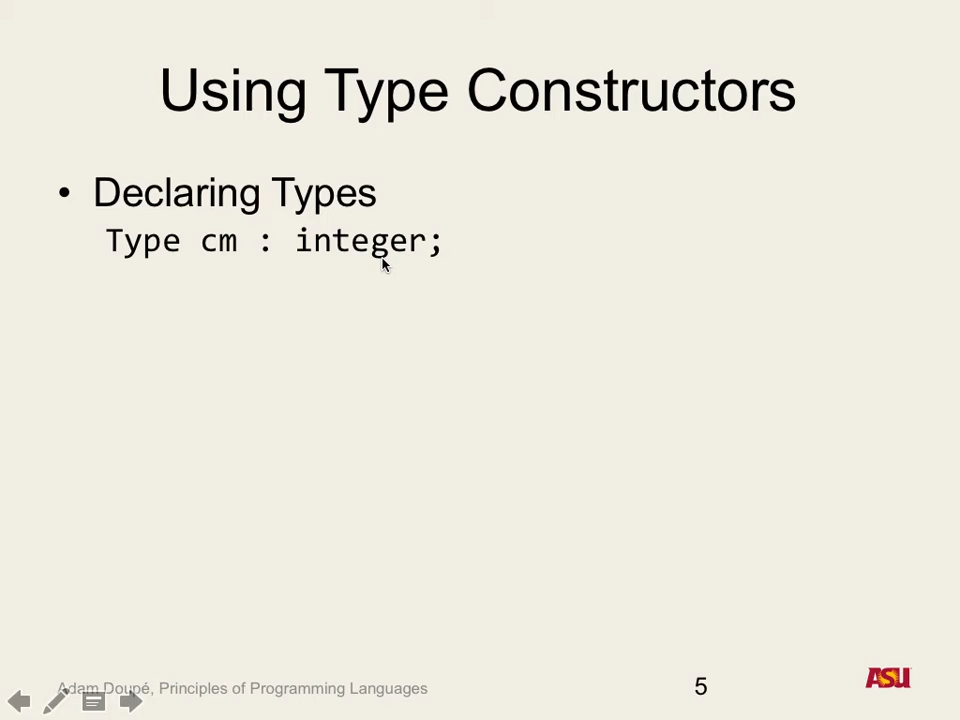 Using Type Constructors
• Declaring Types
Type cm : integer;
Adam Doupé, Principles of Programming Languages
5
ASU